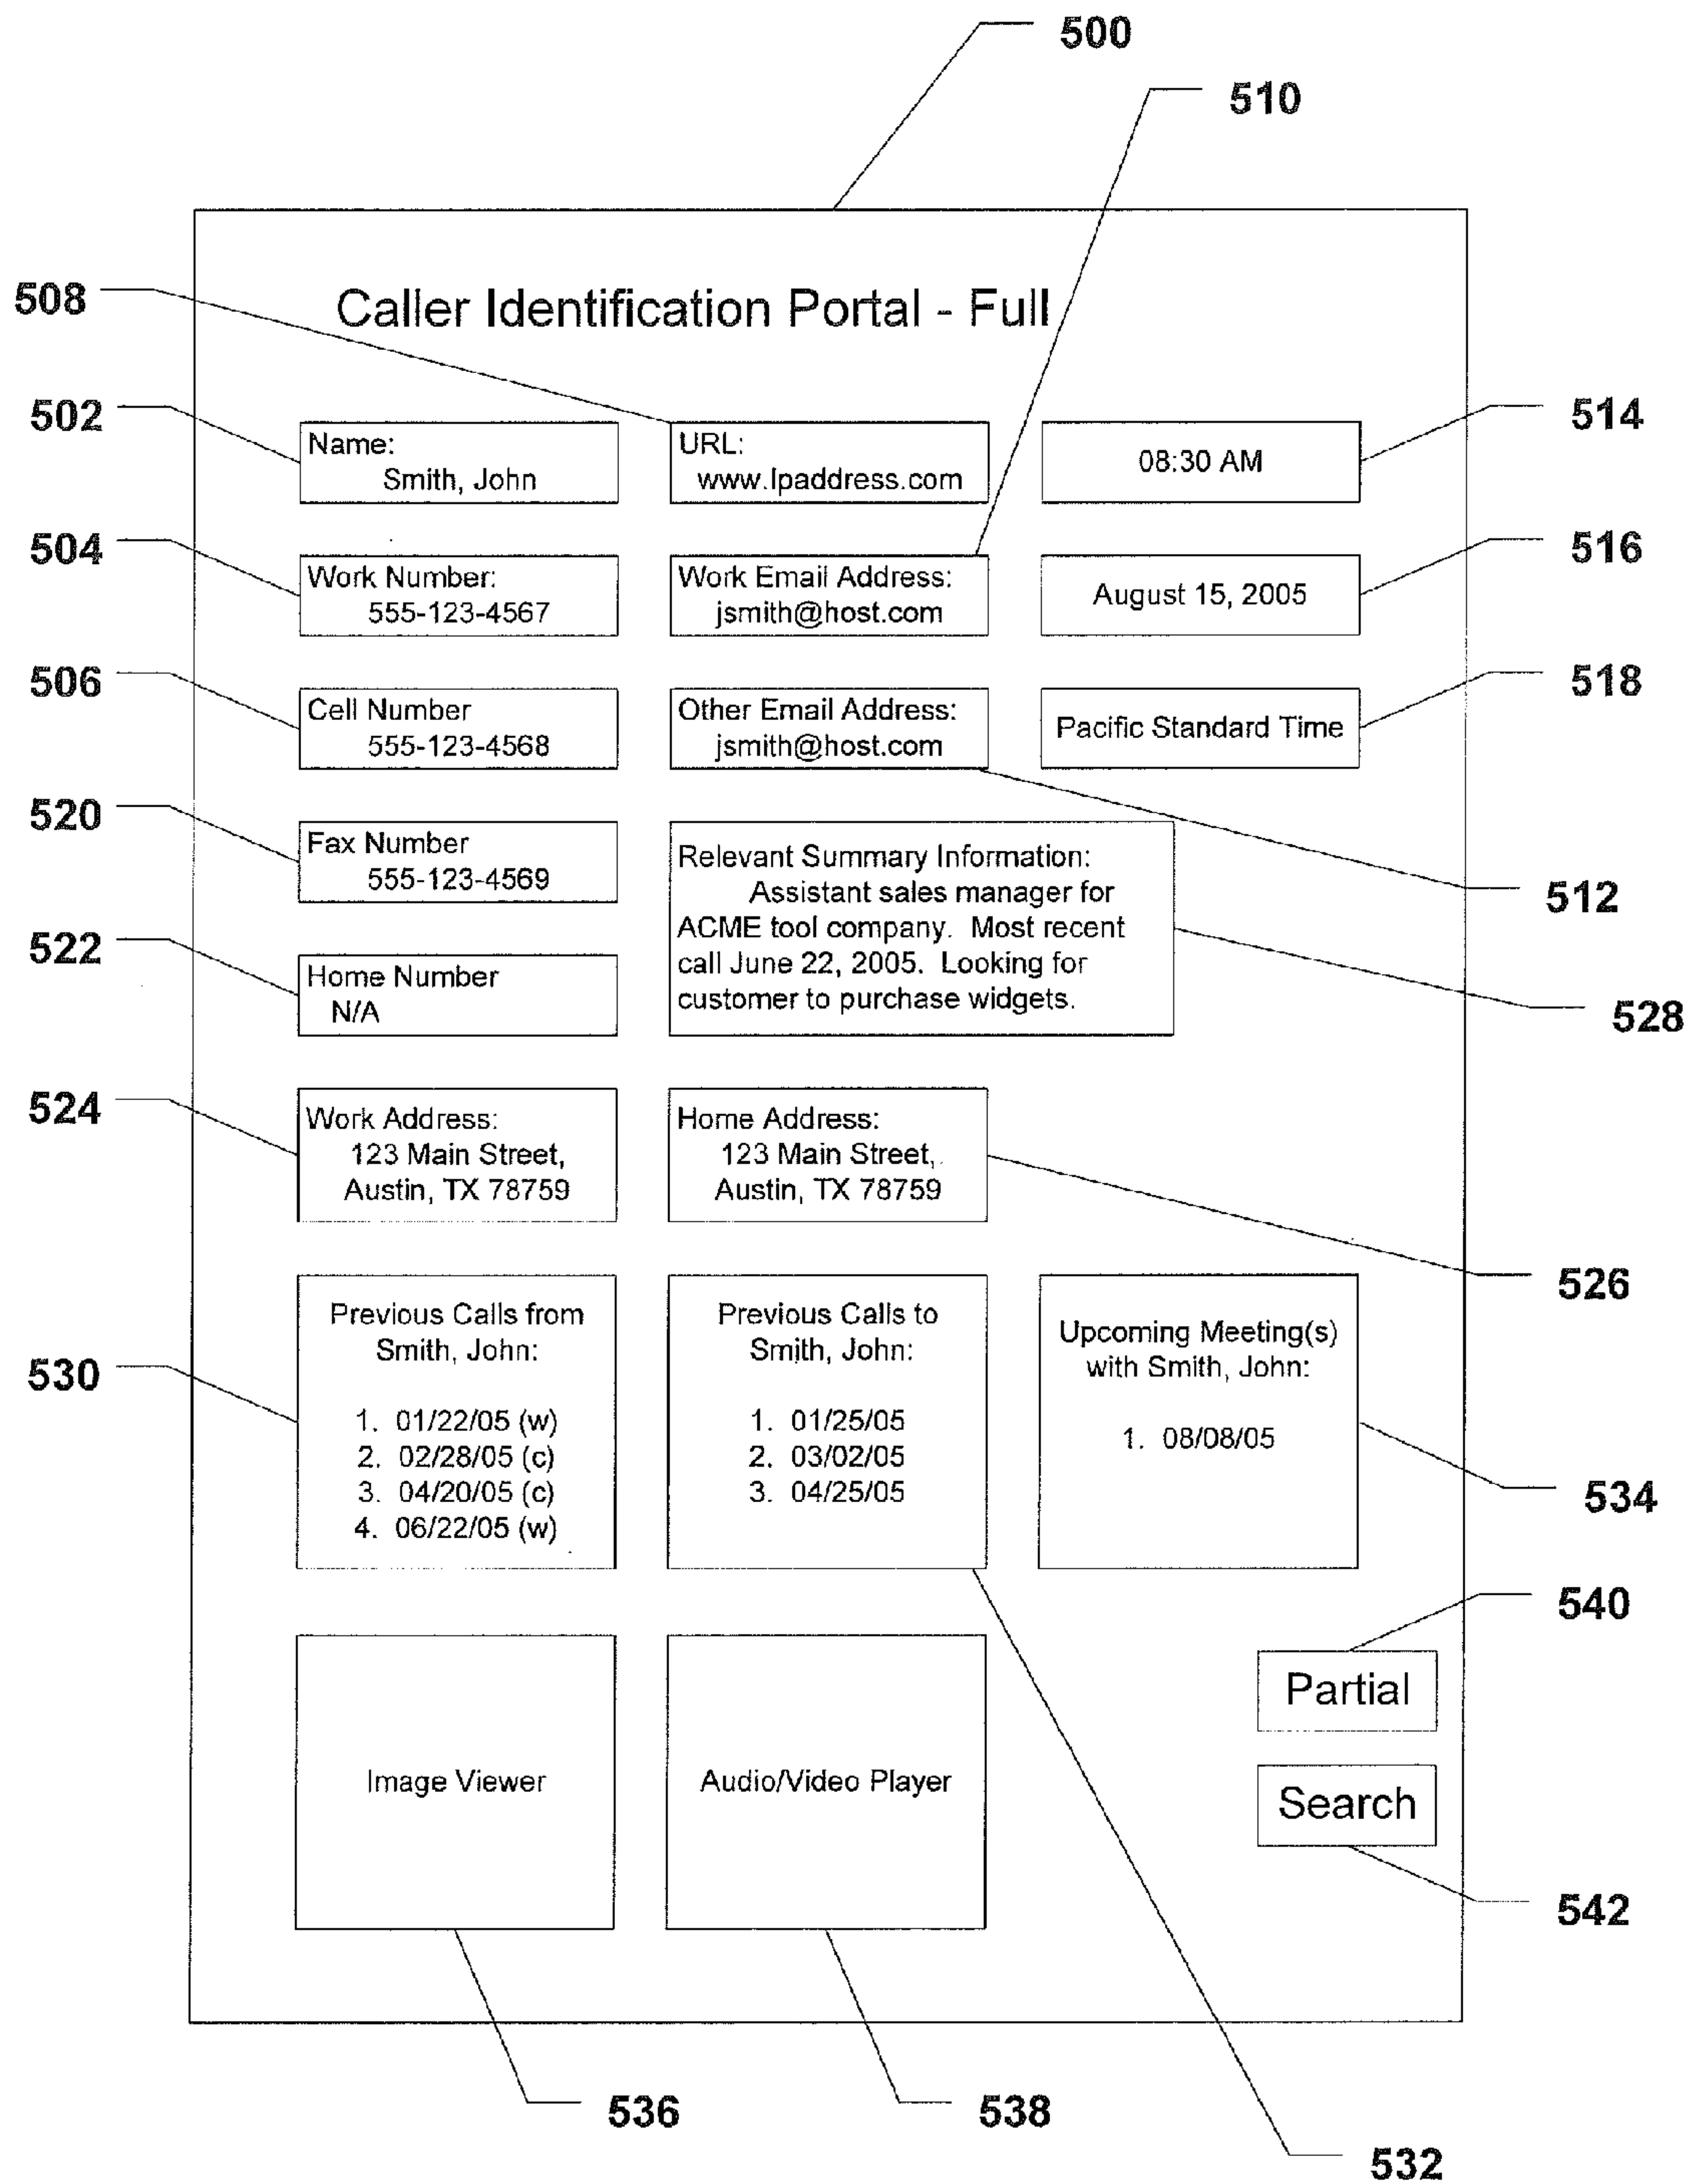 500
510
508
Caller Identification Portal - Full
502
Name:
Smith, John
URL:
www.Ipaddress.com
08:30 AM
514
504
Work Number:
555-123-4567
Work Email Address:
jsmith@host.com
August 15, 2005
516
506
Cell Number
555-123-4568
Other Email Address:
jsmith@host.com
Pacific Standard Time
518
520
Fax Number
555-123-4569
Relevant Summary Information:
Assistant sales manager for
ACME tool company. Most recent
call June 22, 2005. Looking for
customer to purchase widgets.
512
522
Home Number
N/A
528
524
Work Address:
123 Main Street,
Austin, TX 78759
Home Address:
123 Main Street,
Austin, TX 78759
526
530
Previous Calls from
Smith, John:
1. 01/22/05 (w)
2. 02/28/05 (c)
3. 04/20/05 (c)
4. 06/22/05 (w)
Previous Calls to
Smith, John:
1. 01/25/05
2. 03/02/05
3. 04/25/05
Upcoming Meeting(s)
with Smith, John:
1. 08/08/05
534
540
Partial
Image Viewer
Audio/Video Player
Search
542
536
538
532